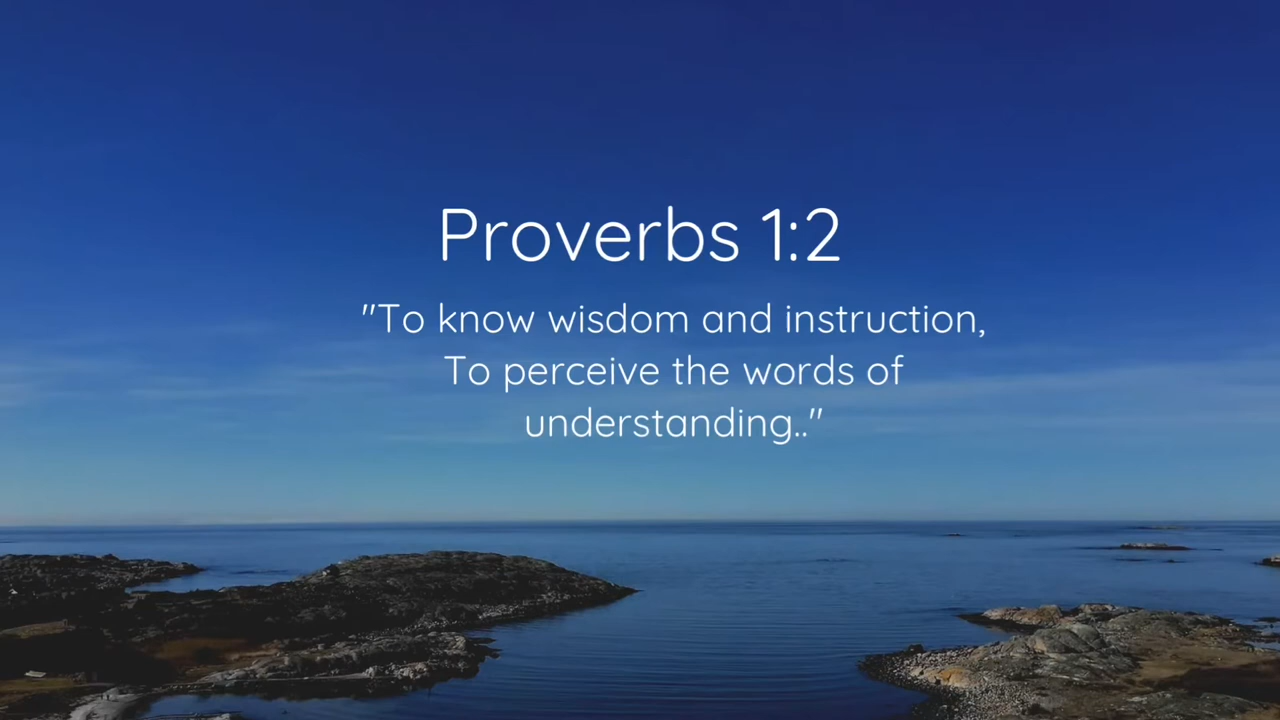 Proverbs 1:2
"To know wisdom and instruction,
To perceive the words of
understanding.."